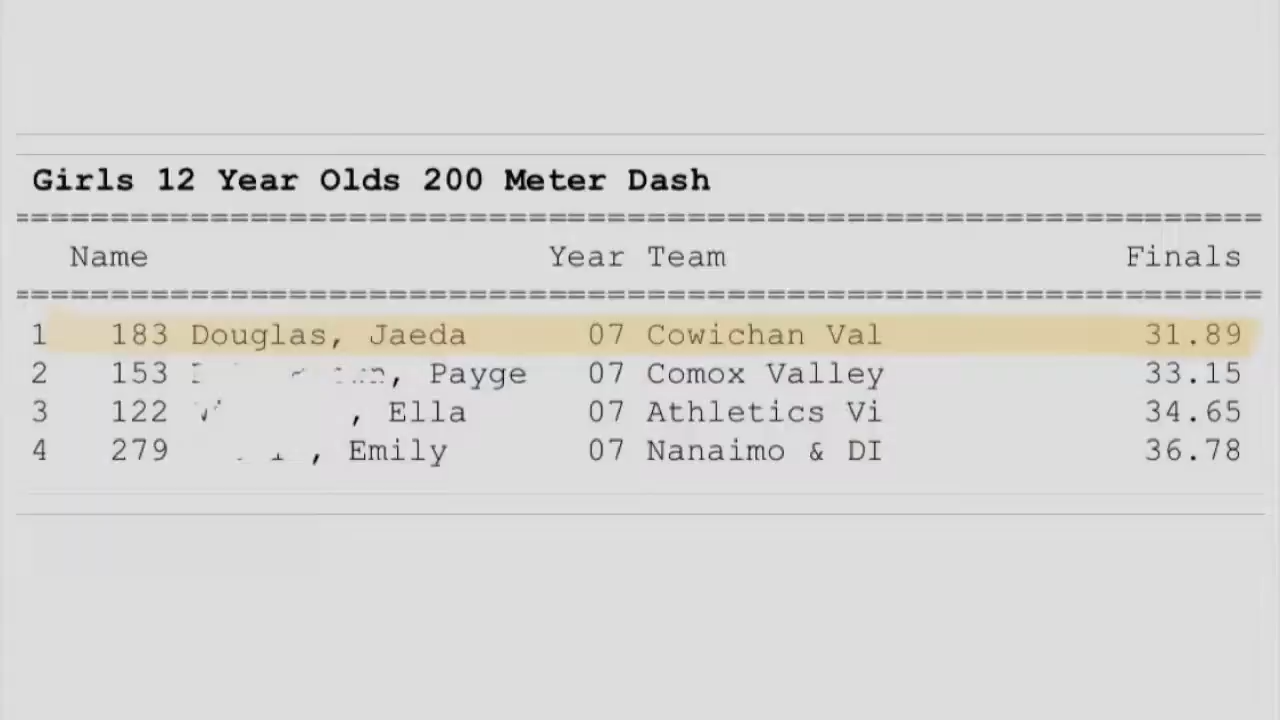 Girls 12 Year Olds 200 Meter Dash
================================================================
Name Year Team Finals
================================================================
1 183 Douglas, Jaeda 07 Cowichan Val 31.89
2 153 , Payge 07 Comox Valley 33.15
3 122 , Ella 07 Athletics Vi 34.65
4 279 , Emily 07 Nanaimo & DI 36.78